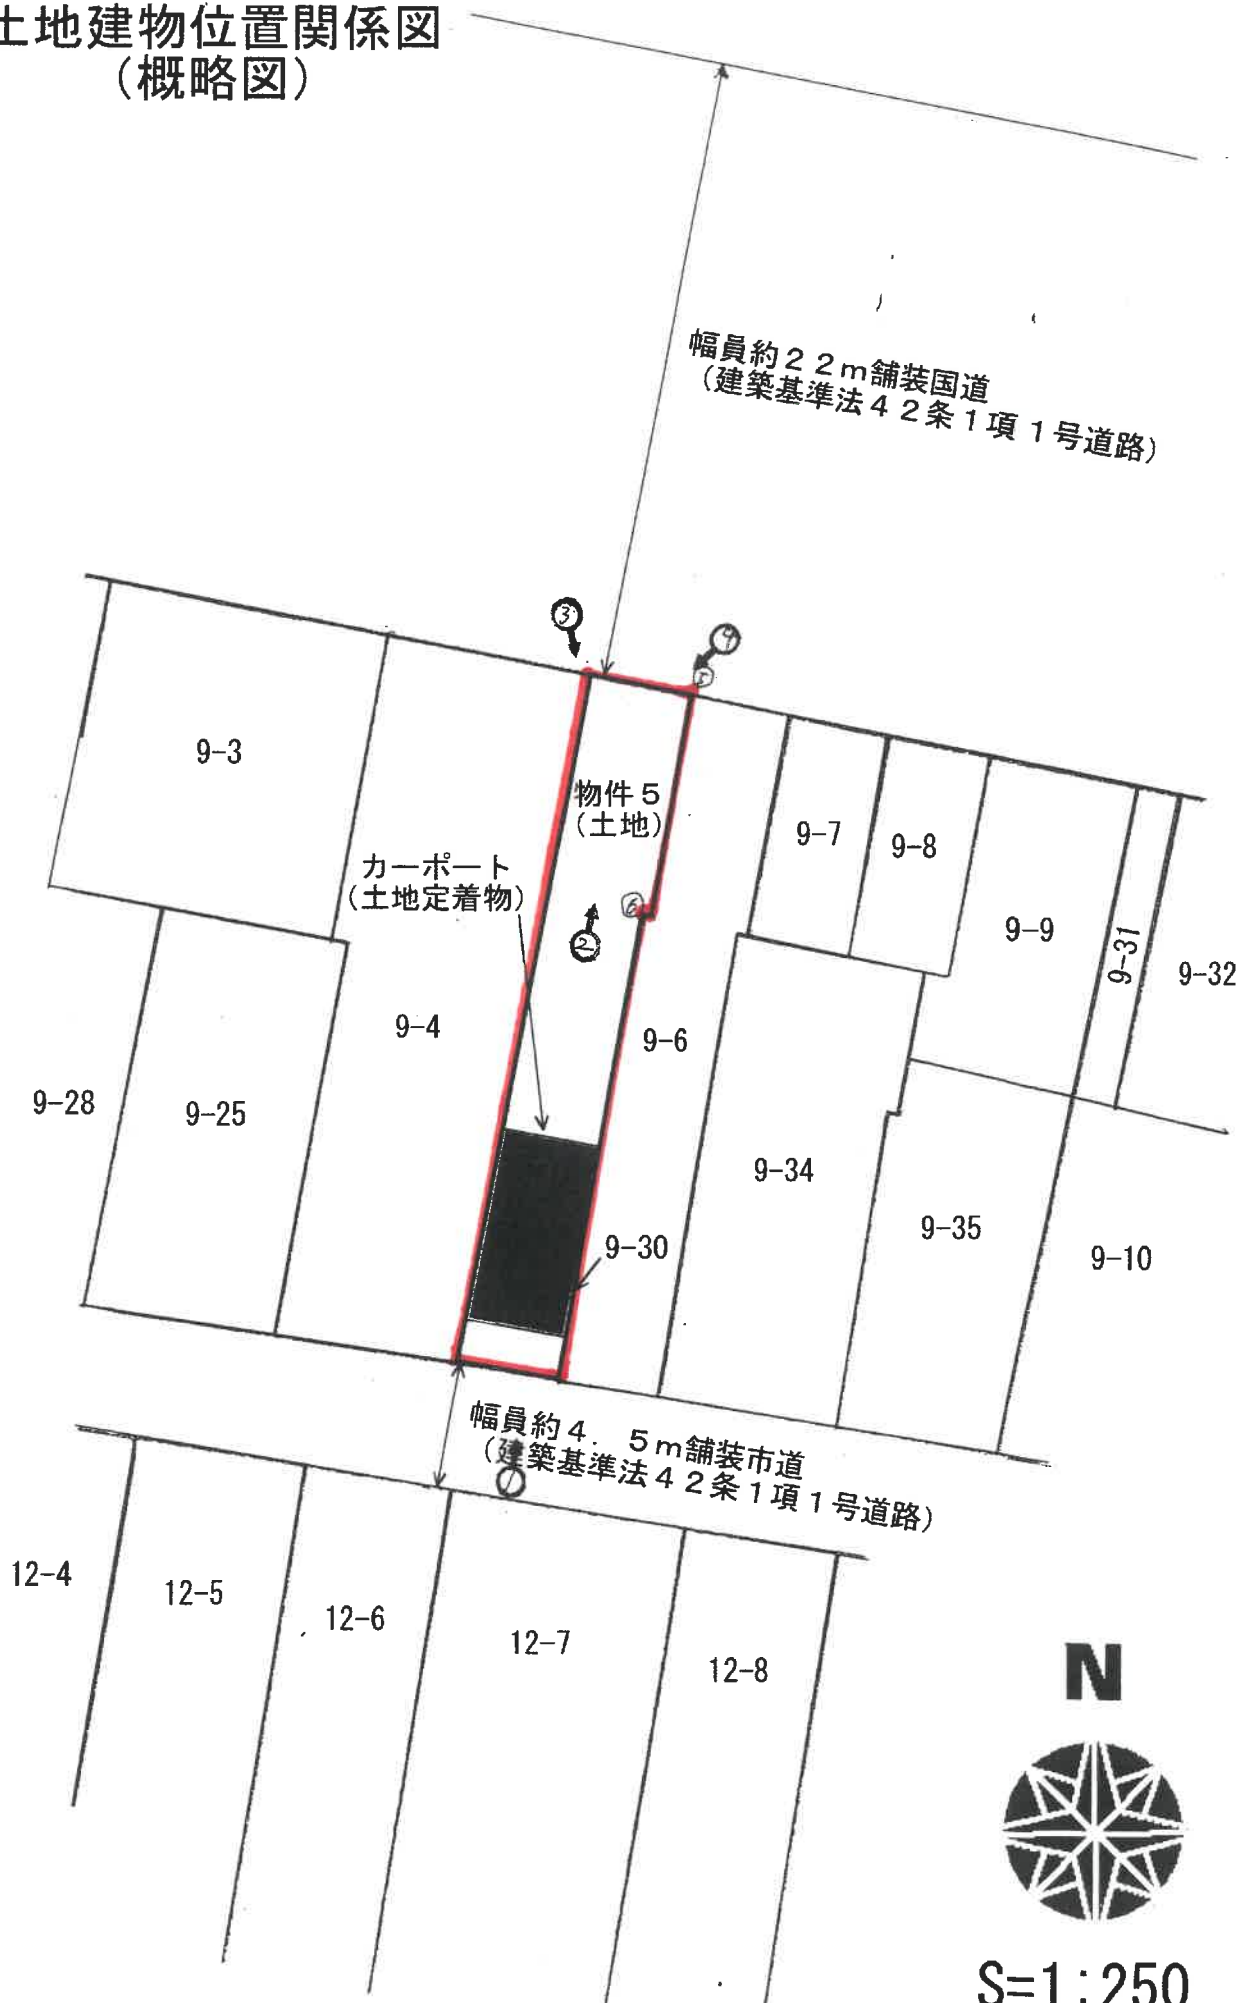 土地建物位置関係図
（概略図）
幅員約２２ｍ舗装国道
（建築基準法４２条１項１号道路）
③
④
⑤
9-3
物件５
（土地）
9-7
9-8
カーポート
（土地定着物）
⑥
②
9-9
9-31
9-32
9-4
9-6
9-28
9-25
9-34
9-35
9-30
9-10
幅員約４．５ｍ舗装市道
（建築基準法４２条１項１号道路）
12-4
12-5
12-6
12-7
12-8
N
S=1:250